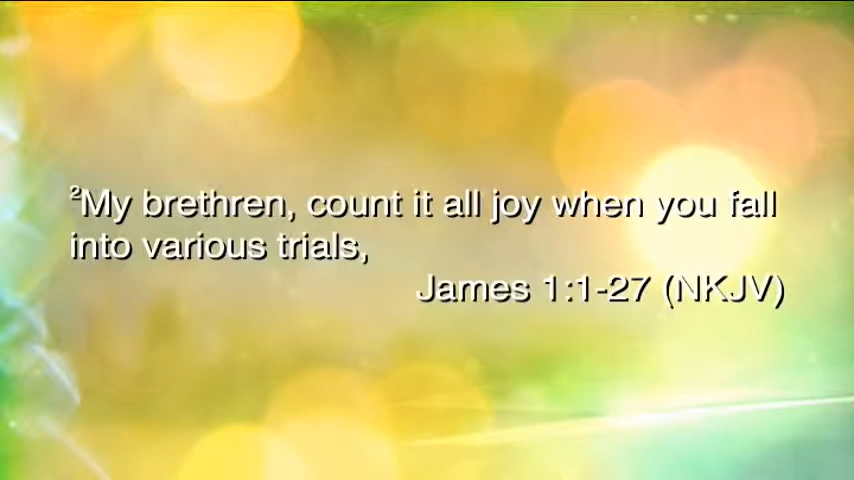 ²My brethren, count it all joy when you fall
into various trials,
James 1:1-27 (NKJV)